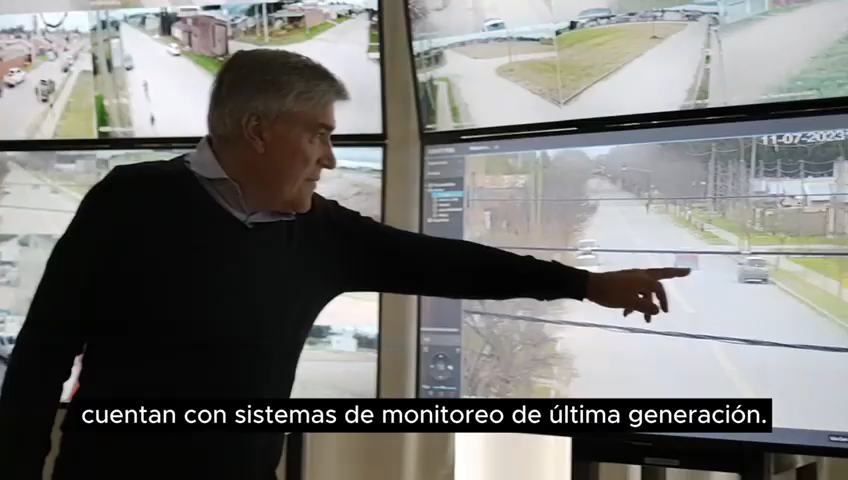 11-07-2023
cuentan con sistemas de monitoreo de última generación.